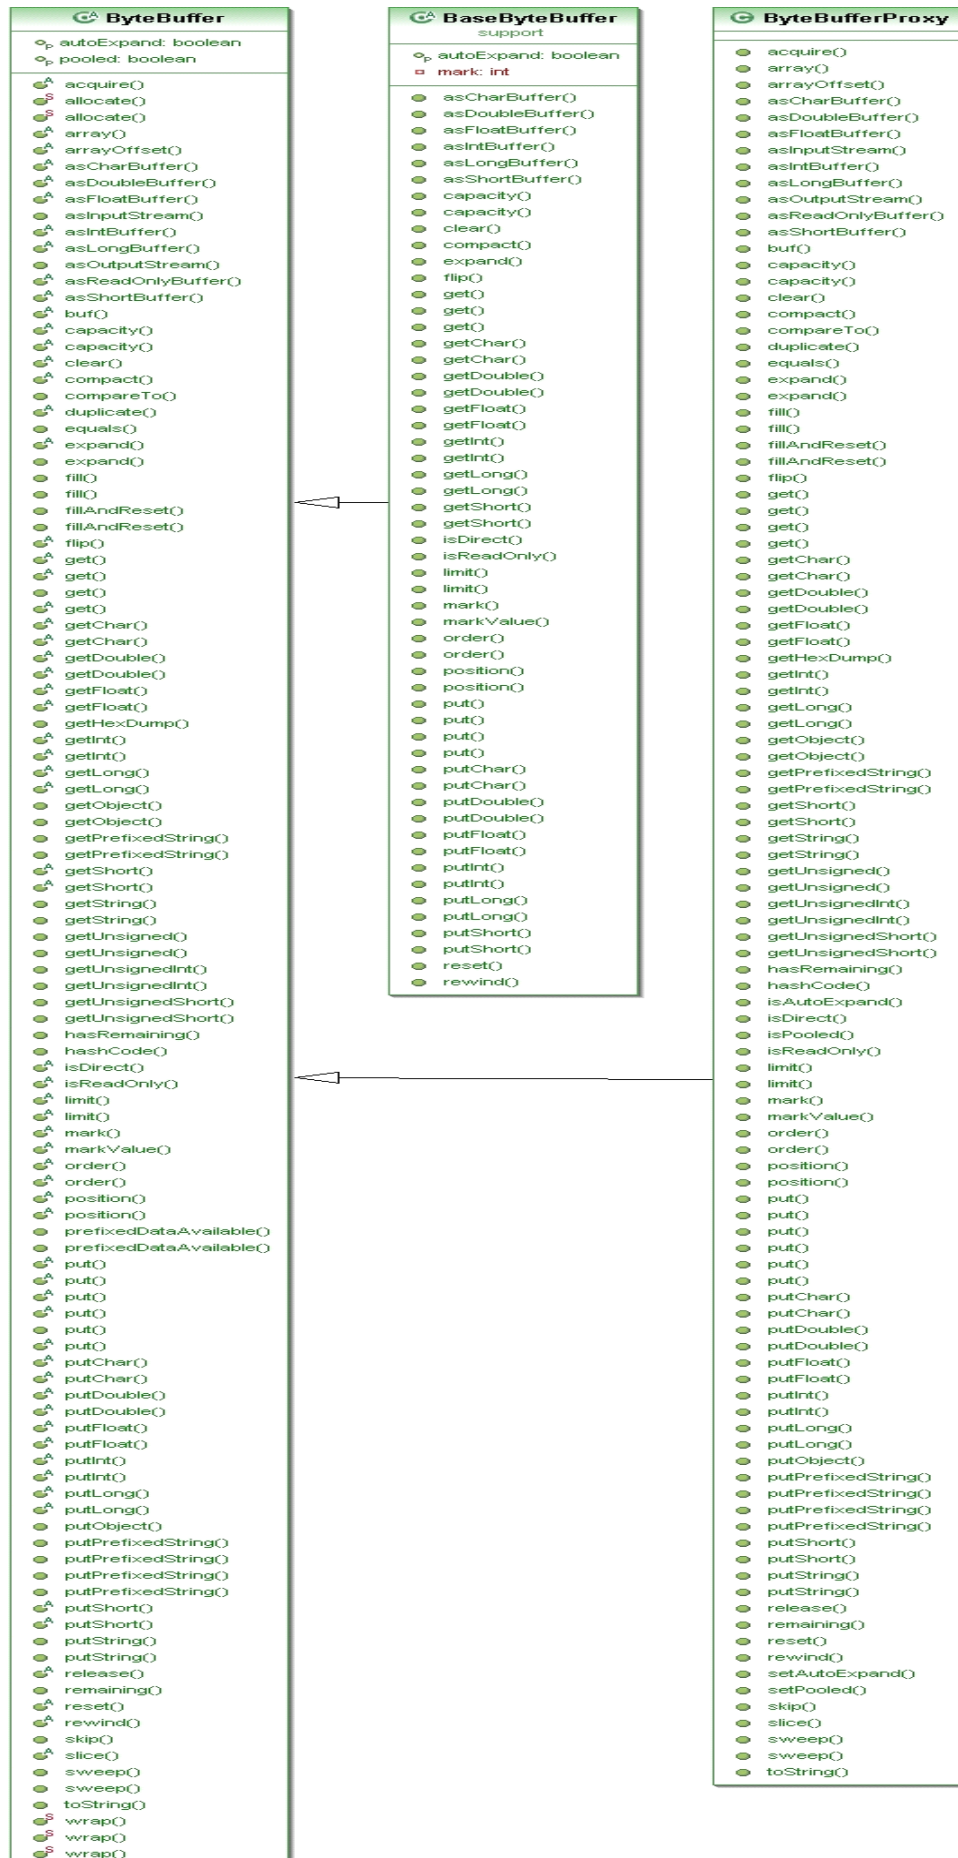 ByteBuffer
autoExpand: boolean
pooled: boolean
acquire()
allocate()
allocate()
array()
arrayOffset()
asCharBuffer()
asDoubleBuffer()
asFloatBuffer()
asInputStream()
asIntBuffer()
asLongBuffer()
asOutputStream()
asReadOnlyBuffer()
asShortBuffer()
buf()
capacity()
capacity()
clear()
compact()
compareTo()
duplicate()
equals()
expand()
expand()
fill()
fill()
fillAndReset()
fillAndReset()
flip()
get()
get()
get()
get()
getChar()
getChar()
getDouble()
getDouble()
getFloat()
getFloat()
getHexDump()
getInt()
getInt()
getLong()
getLong()
getObject()
getObject()
getPrefixedString()
getPrefixedString()
getShort()
getShort()
getString()
getString()
getUnsigned()
getUnsigned()
getUnsignedInt()
getUnsignedInt()
getUnsignedShort()
getUnsignedShort()
hasRemaining()
hashCode()
isDirect()
isReadOnly()
limit()
limit()
mark()
markValue()
order()
order()
position()
position()
prefixedDataAvailable()
prefixedDataAvailable()
put()
put()
put()
put()
put()
put()
putChar()
putChar()
putDouble()
putDouble()
putFloat()
putFloat()
putInt()
putInt()
putLong()
putLong()
putObject()
putPrefixedString()
putPrefixedString()
putPrefixedString()
putPrefixedString()
putShort()
putShort()
putString()
putString()
release()
remaining()
reset()
rewind()
skip()
slice()
sweep()
sweep()
toString()
wrap()
wrap()
wrap()
BaseByteBuffer
support
autoExpand: boolean
mark: int
asCharBuffer()
asDoubleBuffer()
asFloatBuffer()
asIntBuffer()
asLongBuffer()
asShortBuffer()
capacity()
capacity()
clear()
compact()
expand()
flip()
get()
get()
get()
getChar()
getChar()
getDouble()
getDouble()
getFloat()
getFloat()
getInt()
getInt()
getLong()
getLong()
getShort()
getShort()
isDirect()
isReadOnly()
limit()
limit()
mark()
markValue()
order()
order()
position()
position()
put()
put()
put()
put()
putChar()
putChar()
putDouble()
putDouble()
putFloat()
putFloat()
putInt()
putInt()
putLong()
putLong()
putShort()
putShort()
reset()
rewind()
ByteBufferProxy
acquire()
array()
arrayOffset()
asCharBuffer()
asDoubleBuffer()
asFloatBuffer()
asInputStream()
asIntBuffer()
asLongBuffer()
asOutputStream()
asReadOnlyBuffer()
asShortBuffer()
buf()
capacity()
capacity()
clear()
compact()
compareTo()
duplicate()
equals()
expand()
expand()
fill()
fill()
fillAndReset()
fillAndReset()
flip()
get()
get()
get()
get()
getChar()
getChar()
getDouble()
getDouble()
getFloat()
getFloat()
getHexDump()
getInt()
getInt()
getLong()
getLong()
getObject()
getObject()
getPrefixedString()
getPrefixedString()
getShort()
getShort()
getString()
getString()
getUnsigned()
getUnsigned()
getUnsignedInt()
getUnsignedInt()
getUnsignedShort()
getUnsignedShort()
hasRemaining()
hashCode()
isAutoExpand()
isDirect()
isPooled()
isReadOnly()
limit()
limit()
mark()
markValue()
order()
order()
position()
position()
put()
put()
put()
put()
put()
put()
putChar()
putChar()
putDouble()
putDouble()
putFloat()
putFloat()
putInt()
putInt()
putLong()
putLong()
putObject()
putPrefixedString()
putPrefixedString()
putPrefixedString()
putPrefixedString()
putShort()
putShort()
putString()
putString()
release()
remaining()
reset()
rewind()
setAutoExpand()
setPooled()
skip()
slice()
sweep()
sweep()
toString()